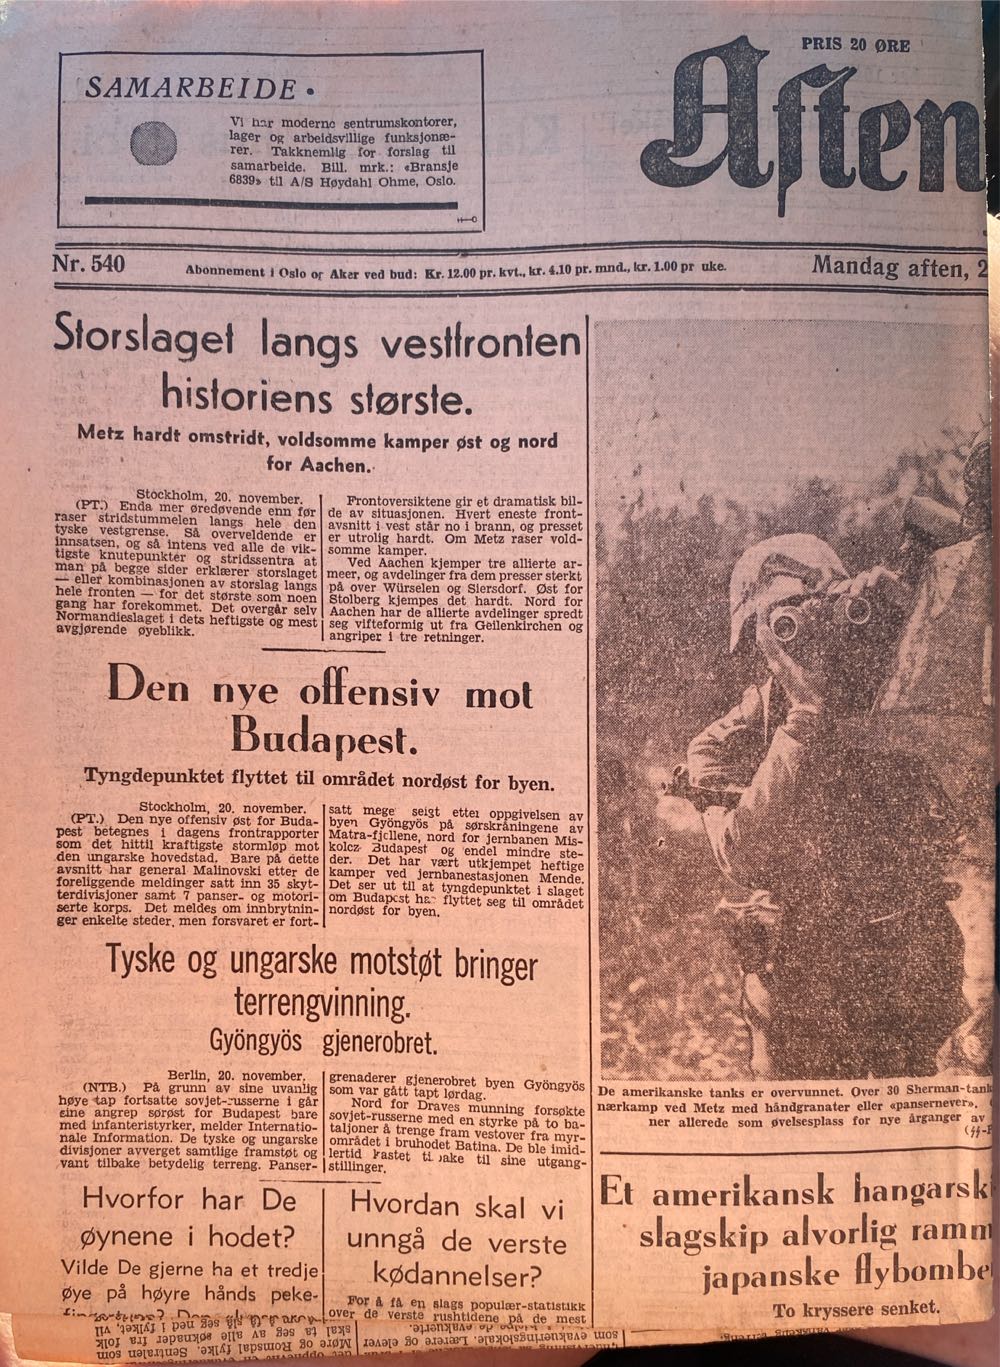 PRIS 20 ØRE
SAMARBEIDE •
Vi har moderne sentrumskontorer,
lager og arbeidsvillige funksjonæ-
rer. Takknemlig for forslag til
samarbeide. Bill. mrk.: «Bransje
6839» til A/S Høydahl Ohme, Oslo.
Aften
Nr. 540
Abonnement i Oslo og Aker ved bud: Kr. 12.00 pr. kvt., kr. 4.10 pr. mnd., kr. 1.00 pr uke.
Mandag aften, 2
Storslaget langs vestfronten
historiens største.
Metz hardt omstridt, voldsomme kamper øst og nord
for Aachen.
Stockholm, 20. november.
(PT.) Enda mer øredøvende enn før
raser stridstummelen langs hele den
tyske vestgrense. Så overveldende er
innsatsen, og så intens ved alle de vik-
tigste knutepunkter og stridssentra at
man på begge sider erklærer storslaget
— eller kombinasjonen av storslag langs
hele fronten — for det største som noen
gang har forekommet. Det overgår selv
Normandieslaget i dets heftigste og mest
avgjørende øyeblikk.
Frontoversiktene gir et dramatisk bil-
de av situasjonen. Hvert eneste front-
avsnitt i vest står no i brann, og presset
er utrolig hardt. Om Metz raser vold-
somme kamper.
Ved Aachen kjemper tre allierte ar-
meer, og avdelinger fra dem presser sterkt
på over Würselen og Siersdorf. Øst for
Stolberg kjempes det hardt. Nord for
Aachen har de allierte avdelinger spredt
seg vifteformig ut fra Geilenkirchen og
angriper i tre retninger.
Den nye offensiv mot
Budapest.
Tyngdepunktet flyttet til området nordøst for byen.
Stockholm, 20. november.
(PT.) Den nye offensiv øst for Buda-
pest betegnes i dagens frontrapporter
som det hittil kraftigste stormløp mot
den ungarske hovedstad. Bare på dette
avsnitt har general Malinovski etter de
foreliggende meldinger satt inn 35 skyt-
terdivisjoner samt 7 panser- og motori-
serte korps. Det meldes om innbrytnin-
ger enkelte steder, men forsvaret er fort-
satt mege seigt etter oppgivelsen av
byen Gyöngyös på sørskråningene av
Matra-fjellene, nord for jernbanen Mis-
kolcz Budapest og endel mindre ste-
der. Det har vært utkjempet heftige
kamper ved jernbanestasjonen Mende.
Det ser ut til at tyngdepunktet i slaget
om Budapest har flyttet seg til området
nordøst for byen.
Tyske og ungarske motstøt bringer
terrengvinning.
Gyöngyös gjenerobret.
Berlin, 20. november.
(NTB.) På grunn av sine uvanlig
høye tap fortsatte sovjet-russerne i går
sine angrep sørøst for Budapest bare
med infanteristyrker, melder Internatio-
nale Information. De tyske og ungarske
divisjoner avverget samtlige framstøt og
vant tilbake betydelig terreng. Panser-
grenaderer gjenerobret byen Gyöngyös
som var gått tapt lørdag.
Nord for Draves munning forsøkte
sovjet-russerne med en styrke på to ba-
taljoner å trenge fram vestover fra myr-
området i bruhodet Batina. De ble imid-
lertid kastet tilbake til sine utgang-
stillinger.
De amerikanske tanks er overvunnet. Over 30 Sherman-tank
nærkamp ved Metz med håndgranater eller «pansernever».
ner allerede som øvelsesplass for nye årganger av
Et amerikansk hangarski
slagskip alvorlig ramm
japanske flybombe
To kryssere senket.
Hvorfor har De
øynene i hodet?
Vilde De gjerne ha et tredje
øye på høyre hånds peke-
Hvordan skal vi
unngå de verste
kødannelser?
For å få en slags populær-statistikk
over de verste rushtidene på de mest